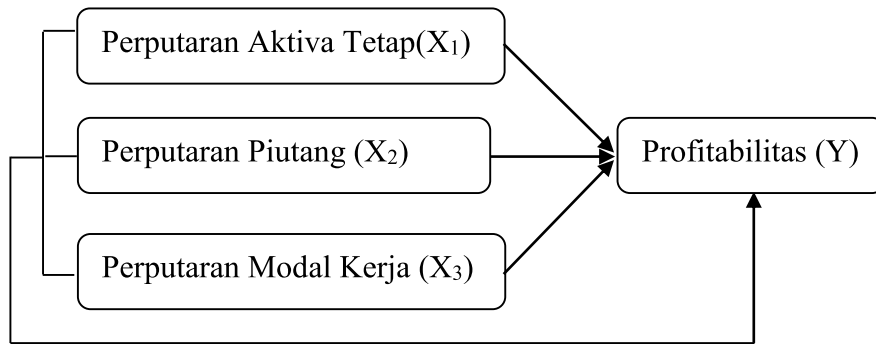 Perputaran Aktiva Tetap(X₁)
Perputaran Piutang (X₂)
Profitabilitas (Y)
Perputaran Modal Kerja (X₃)